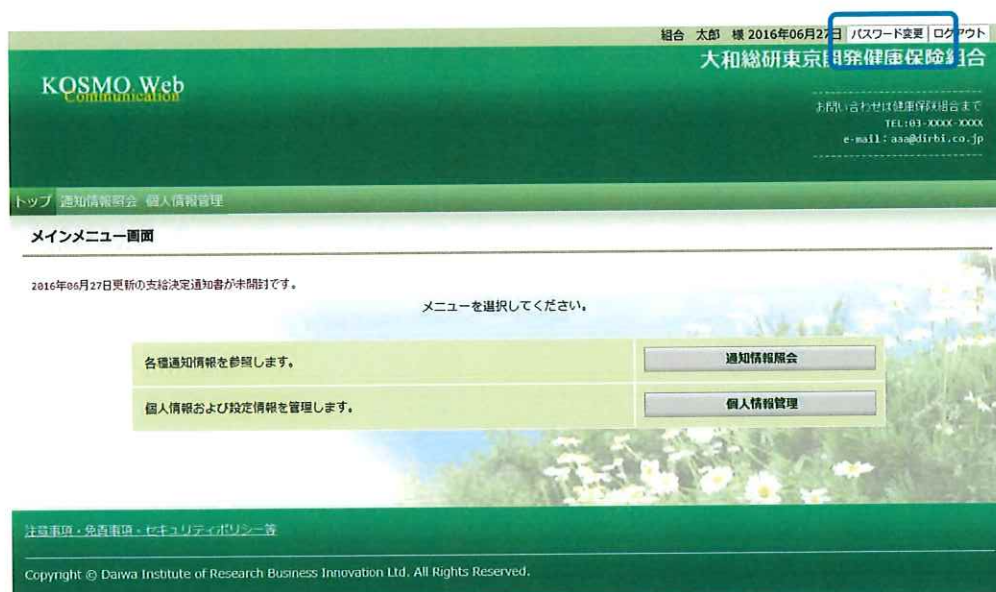 組合 太郎 様 2016年06月27日 パスワード変更 ログアウト
大和総研東京開発健康保険組合
KOSMO Web
Communication
お問い合わせは健康保険組合まで
TEL:03-XXXX-XXXX
e-mail:aaa@dirbi.co.jp
トップ 通知情報照会 個人情報管理
メインメニュー画面
2016年06月27日更新の支給決定通知書が未開封です。
メニューを選択してください。
各種通知情報を参照します。 通知情報照会
個人情報および設定情報を管理します。 個人情報管理
注意事項・免責事項・セキュリティポリシー等
Copyright © Daiwa Institute of Research Business Innovation Ltd. All Rights Reserved.